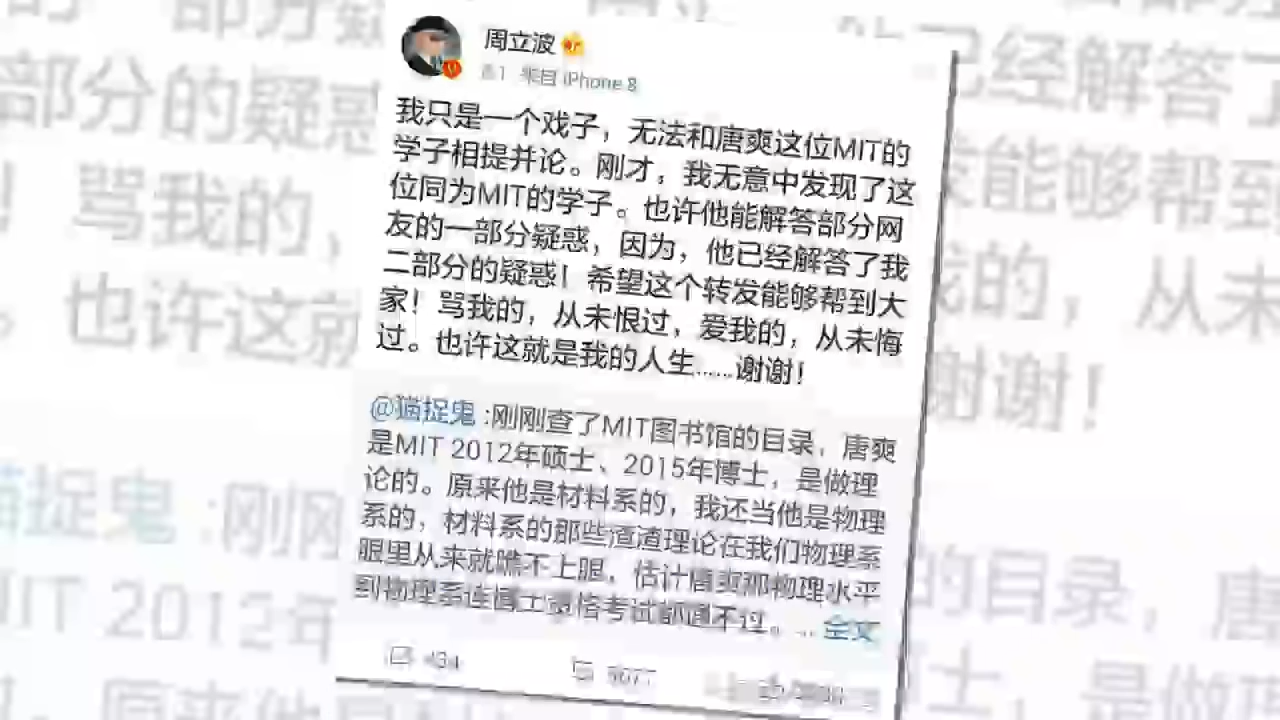 周立波
来自 iPhone 8
我只是一个戏子，无法和唐爽这位MIT的
学子相提并论。刚才，我无意中发现了这
位同为MIT的学子。也许他能解答部分网
友的一部分疑惑，因为，他已经解答了我
二部分的疑惑！希望这个转发能够帮到大
家！骂我的，从未恨过，爱我的，从未悔
过。也许这就是我的人生……谢谢！
@猫捉鬼:刚刚查了MIT图书馆的目录，唐爽
是MIT 2012年硕士、2015年博士，是做理
论的。原来他是材料系的，我还当他是物理
系的，材料系的那些渣渣理论在我们物理系
眼里从来就瞧不上眼，估计唐爽那物理水平
到物理系连博士资格考试都通不过。... 全文
434